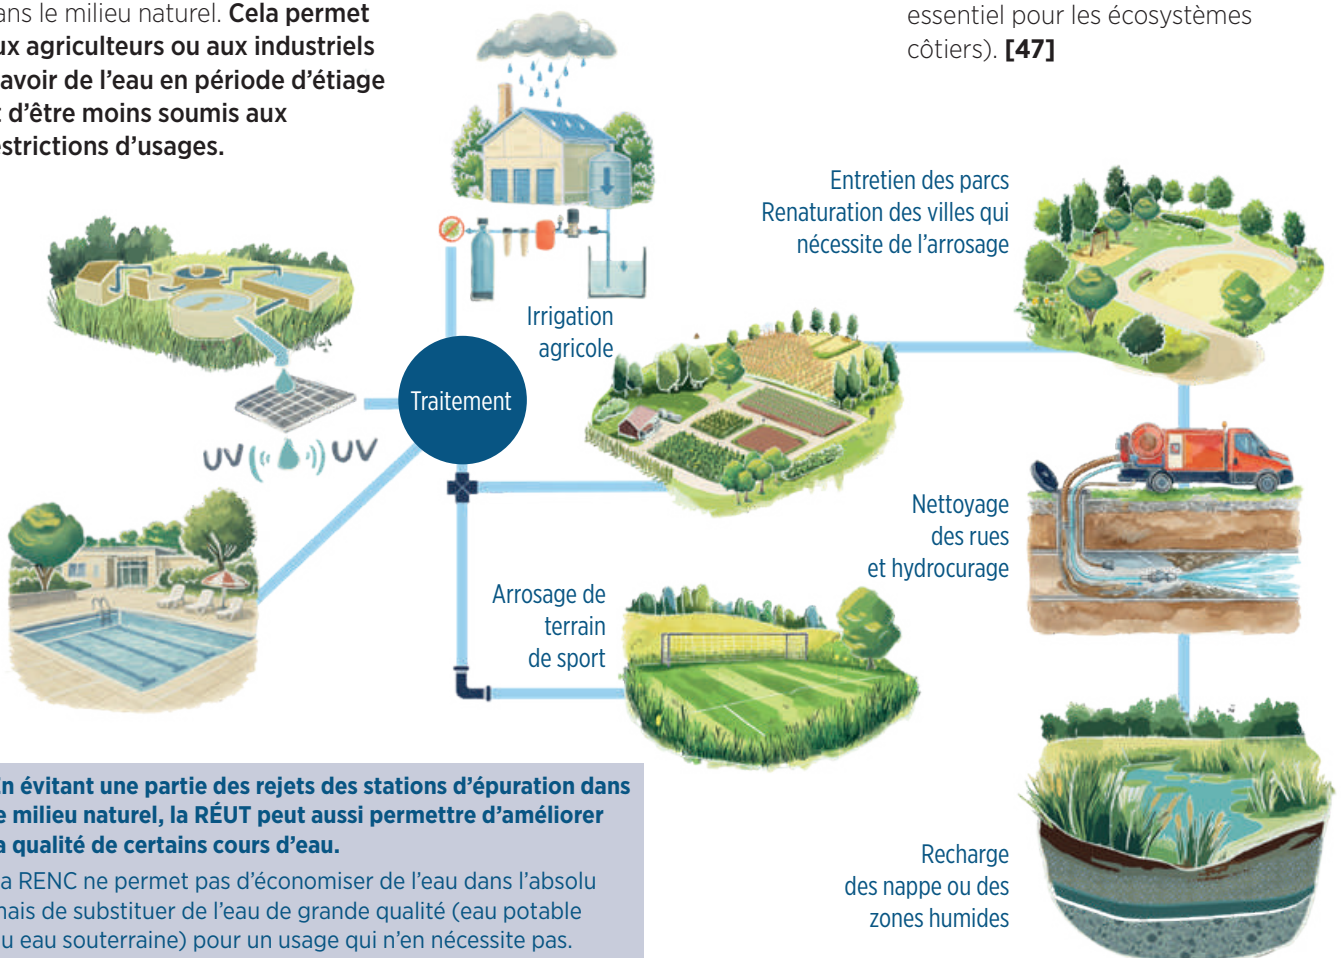 ans le milieu naturel. Cela permet
ux agriculteurs ou aux industriels
avoir de l'eau en période d'étiage
t d'être moins soumis aux
estrictions d'usages.
essentiel pour les écosystèmes
côtiers). [47]
Entretien des parcs
Renaturation des villes qui
nécessite de l'arrosage
Irrigation
agricole
Traitement
UV UV
Nettoyage
des rues
et hydrocurage
Arrosage de
terrain
de sport
Recharge
des nappe ou des
zones humides
En évitant une partie des rejets des stations d'épuration dans
e milieu naturel, la RÉUT peut aussi permettre d'améliorer
a qualité de certains cours d'eau.
a RENC ne permet pas d'économiser de l'eau dans l'absolu
mais de substituer de l'eau de grande qualité (eau potable
u eau souterraine) pour un usage qui n'en nécessite pas.